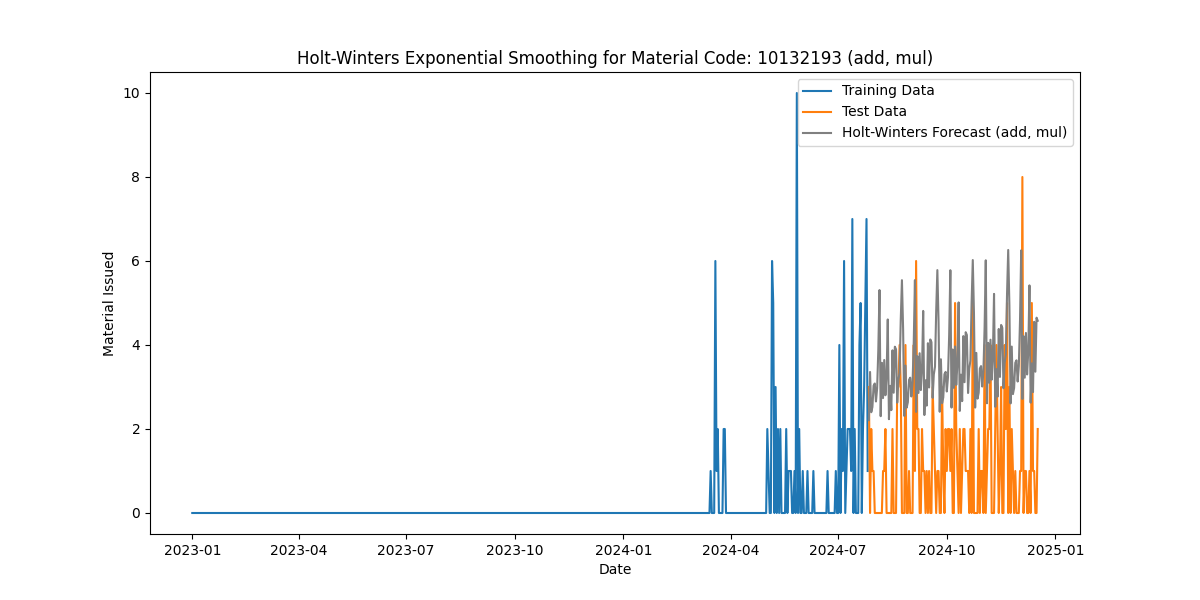 Holt-Winters Exponential Smoothing for Material Code: 10132193 (add, mul)
Training Data
Test Data
Holt-Winters Forecast (add, mul)
10
8
6
4
2
0
Material Issued
2023-01
2023-04
2023-07
2023-10
2024-01
2024-04
2024-07
2024-10
2025-01
Date